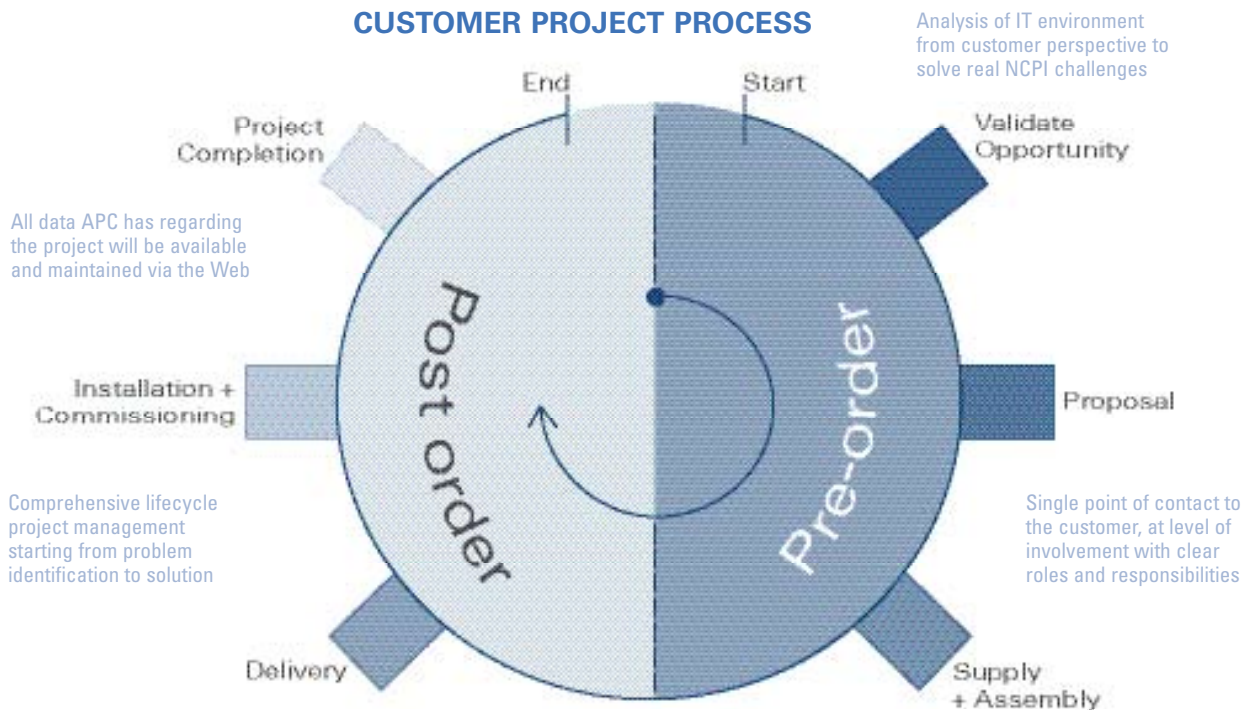 CUSTOMER PROJECT PROCESS
Analysis of IT environment
from customer perspective to
solve real NCPI challenges
End
Start
Project
Completion
Validate
Opportunity
All data APC has regarding
the project will be available
and maintained via the Web
Post order
Pre-order
Installation +
Commissioning
Proposal
Comprehensive lifecycle
project management
starting from problem
identification to solution
Single point of contact to
the customer, at level of
involvement with clear
roles and responsibilities
Delivery
Supply
+ Assembly